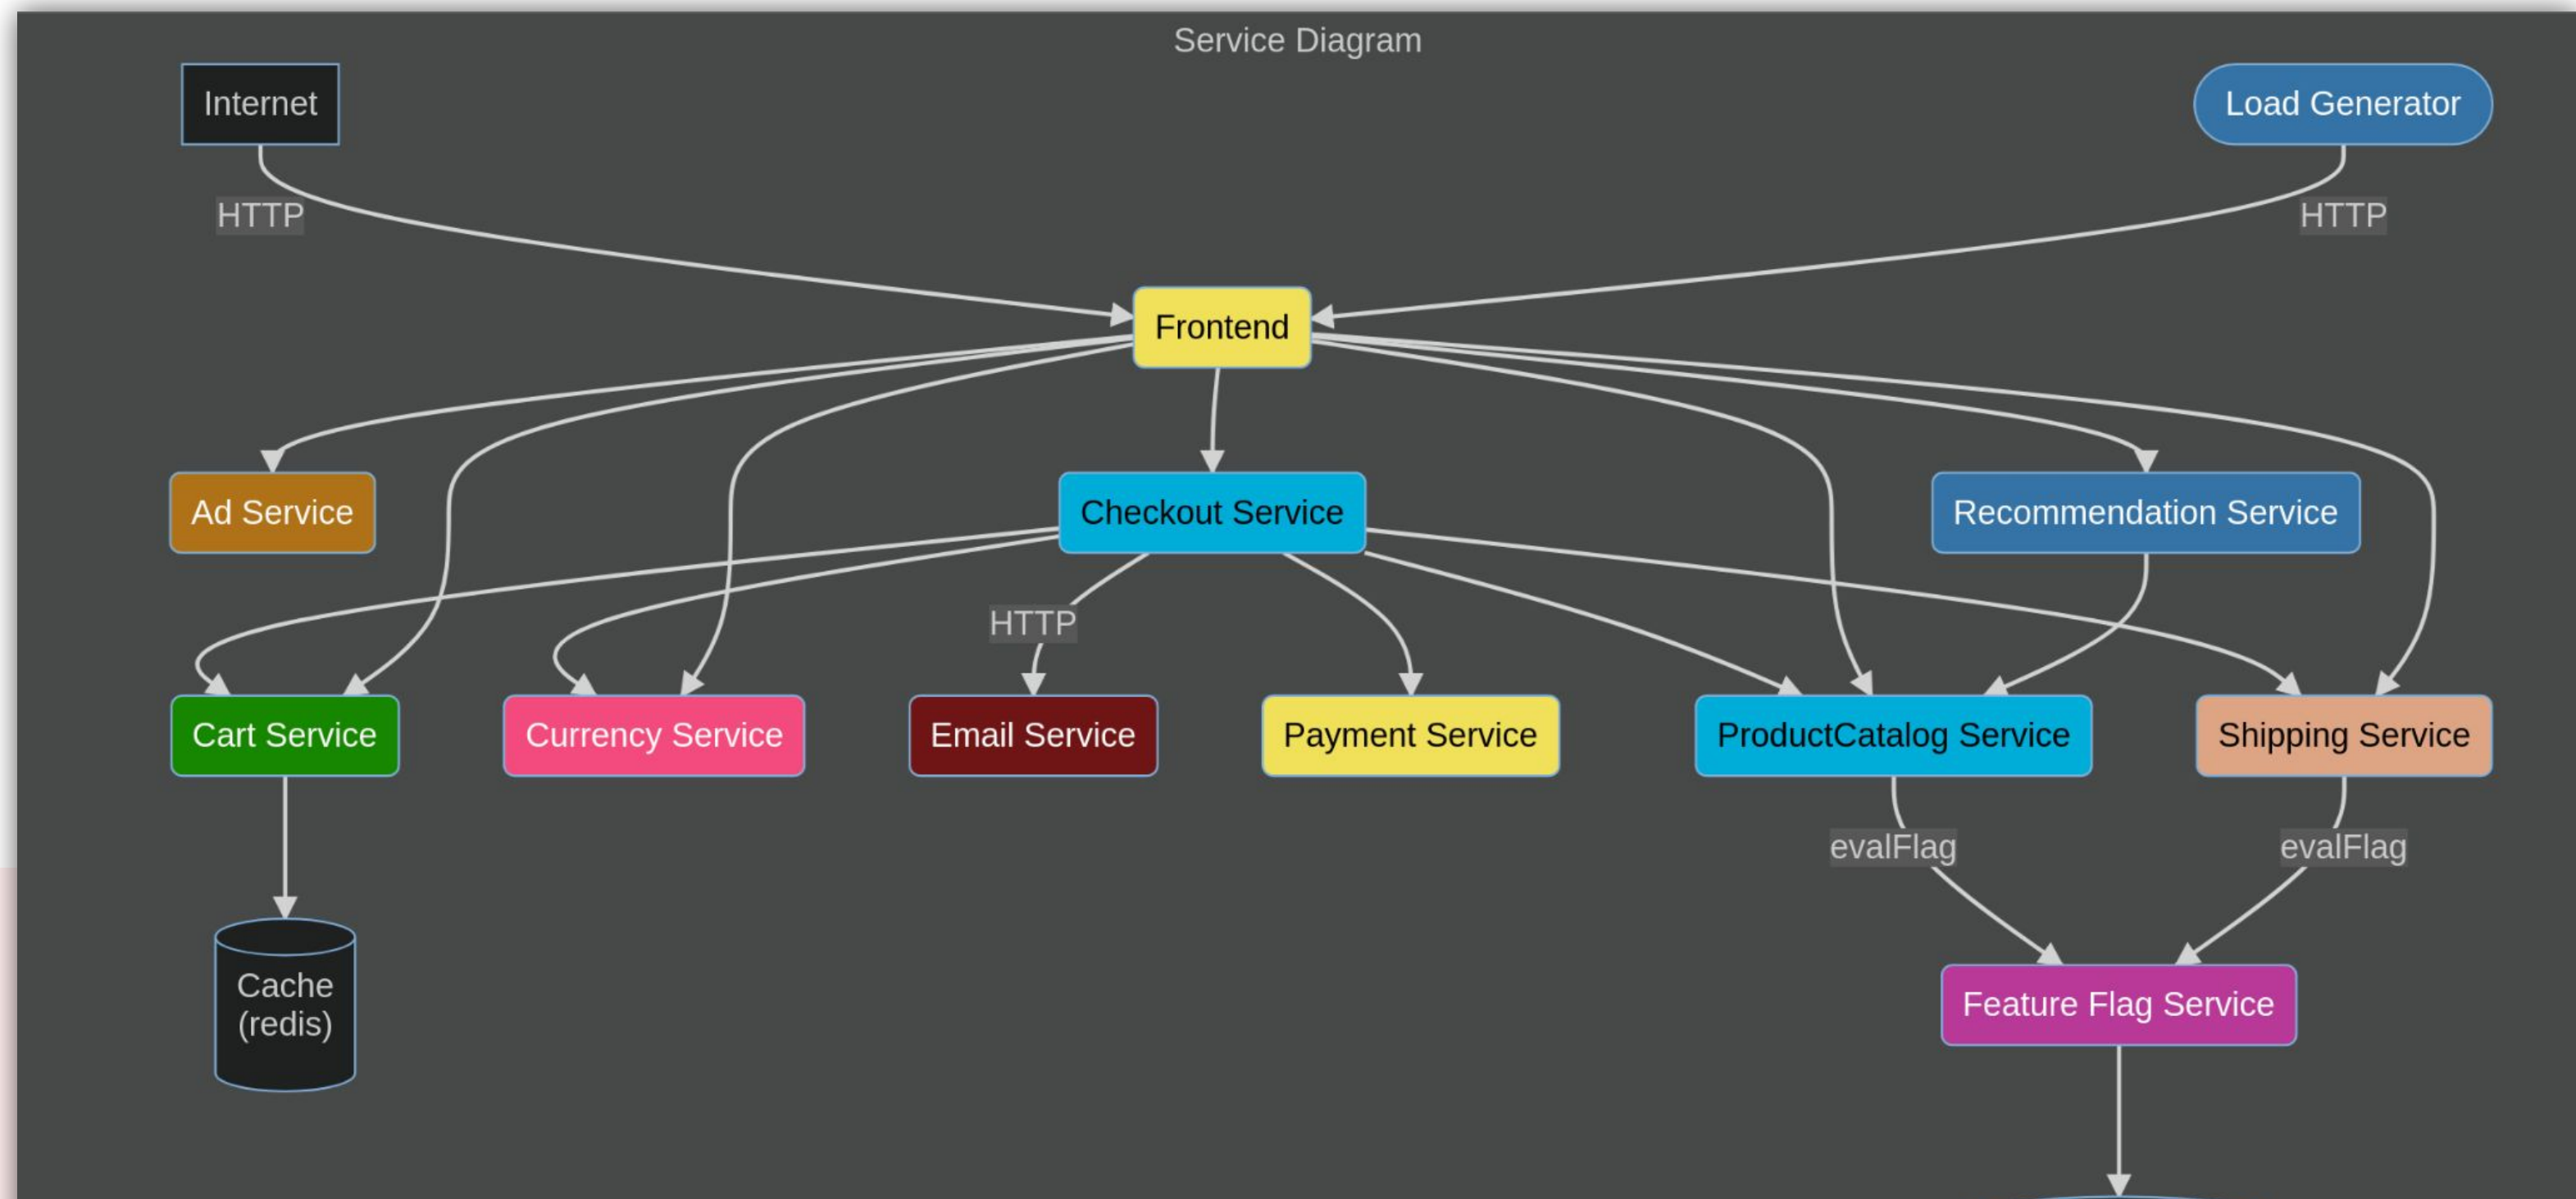 Service Diagram
Internet
Load Generator
HTTP
HTTP
Frontend
Ad Service
Checkout Service
Recommendation Service
HTTP
Cart Service
Currency Service
Email Service
Payment Service
ProductCatalog Service
Shipping Service
evalFlag
evalFlag
Cache
(redis)
Feature Flag Service